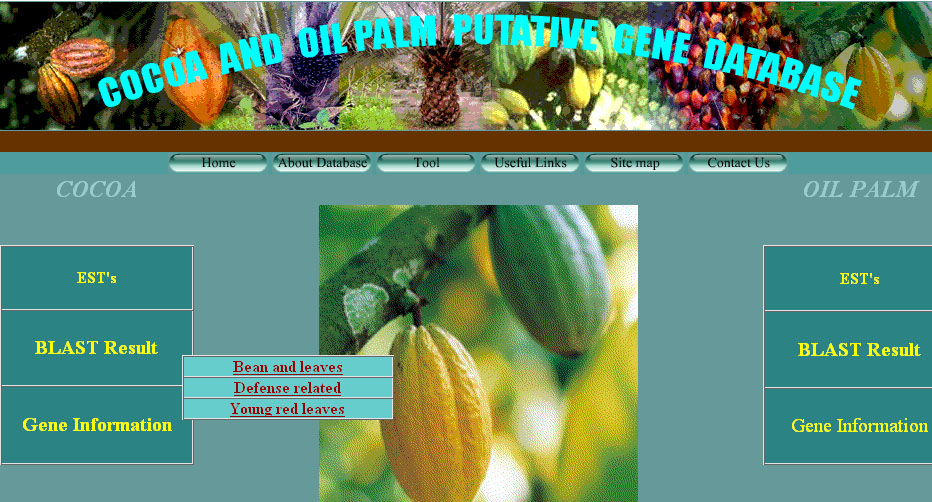 COCOA AND OIL PALM PUTATIVE GENE DATABASE
Home About Database Tool Useful Links Site map Contact Us
COCOA
OIL PALM
EST's
BLAST Result
Gene Information
Bean and leaves
Defense related
Young red leaves
EST's
BLAST Result
Gene Information